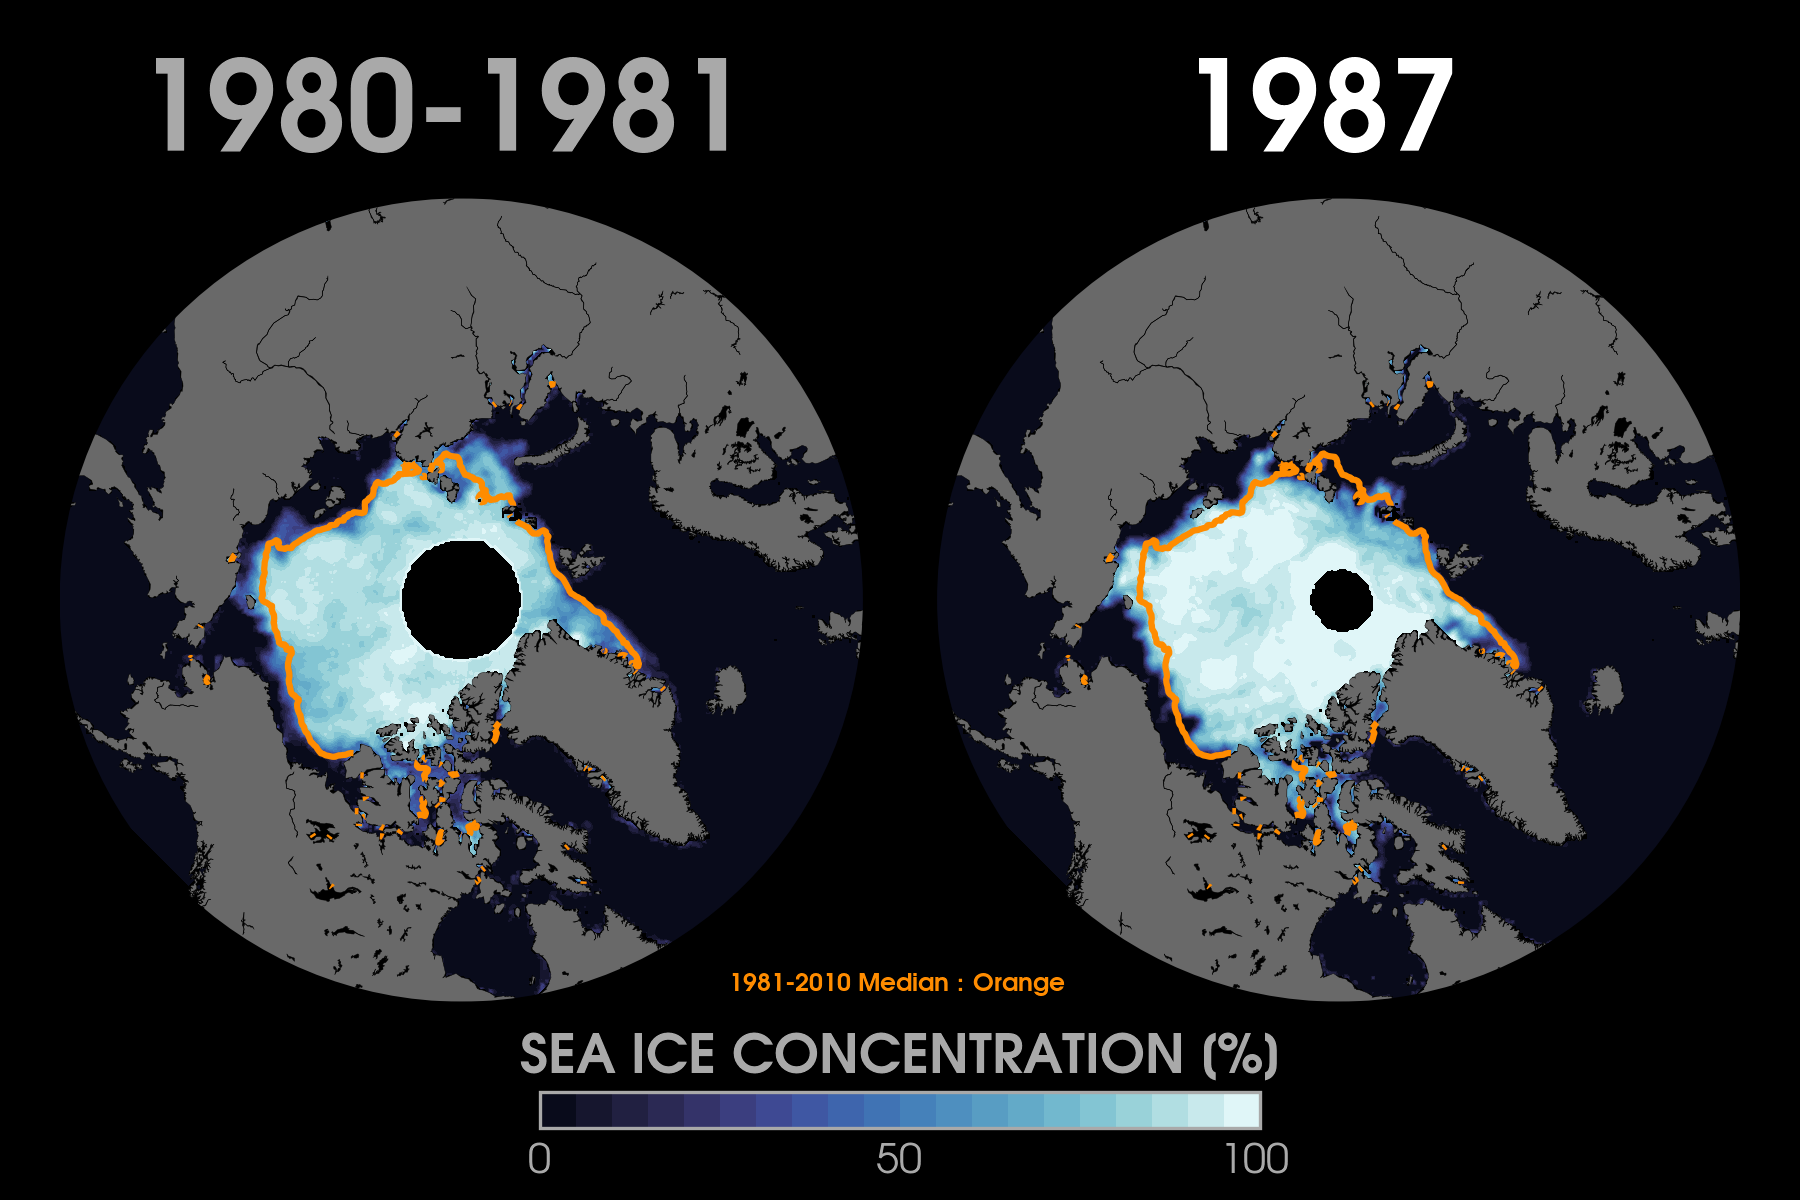 1980-1981
1987
1981-2010 Median : Orange
SEA ICE CONCENTRATION (%)
0 50 100